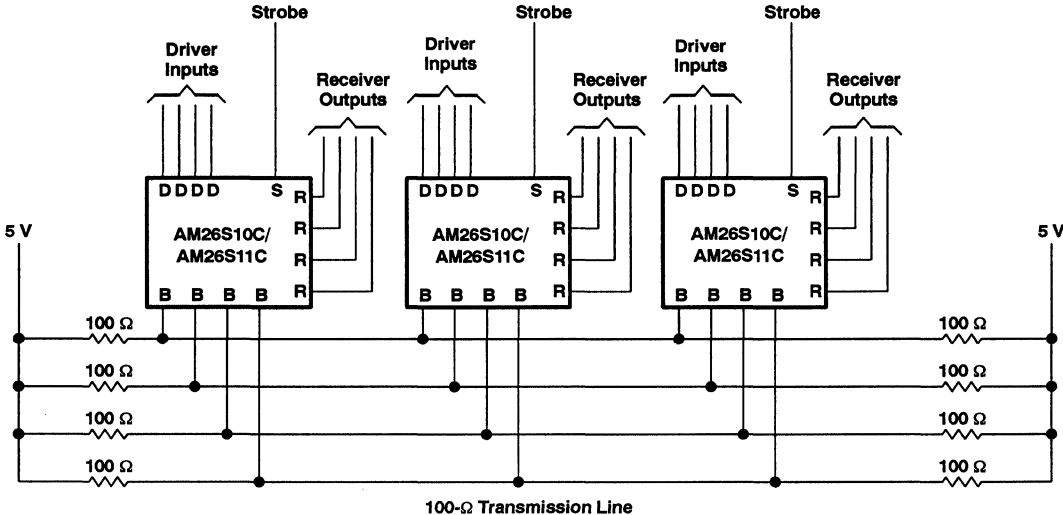 Strobe Strobe Strobe
Driver Inputs Driver Inputs Driver Inputs
Receiver Outputs Receiver Outputs Receiver Outputs
D D D D S D D D D S D D D D S
R R R
5 V AM26S10C/ R AM26S10C/ R AM26S10C/ R 5 V
AM26S11C R AM26S11C R AM26S11C R
B B B B R B B B B R B B B B R
100 Ω 100 Ω
100 Ω 100 Ω
100 Ω 100 Ω
100 Ω 100 Ω
100-Ω Transmission Line